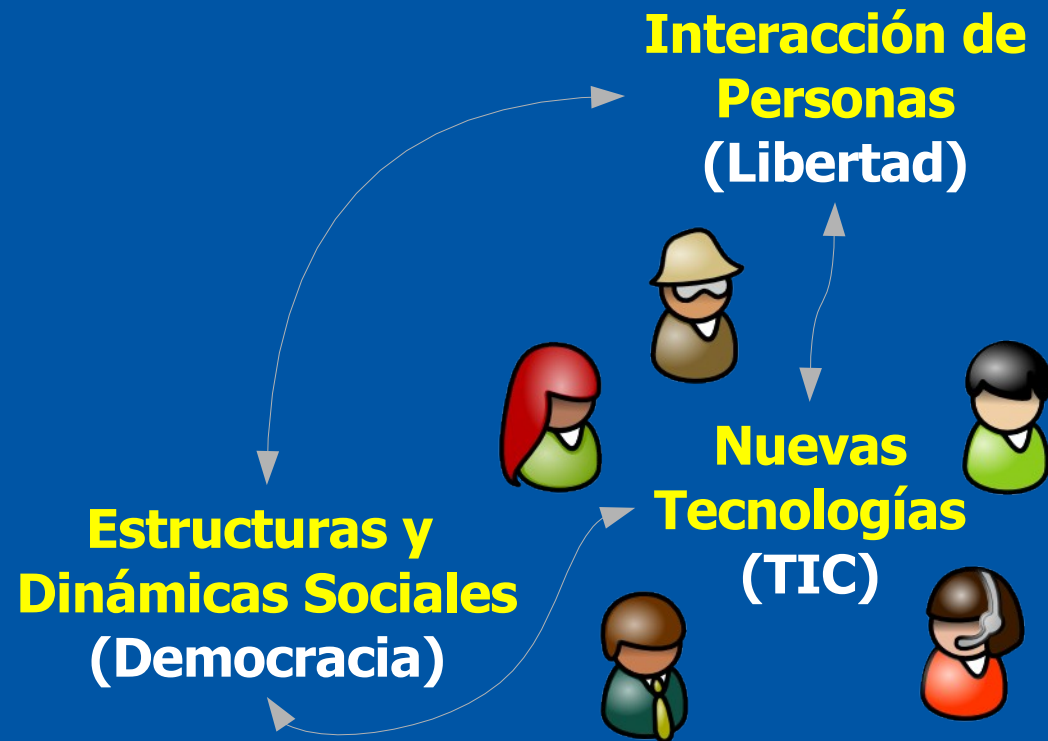 Interacción de
Personas
(Libertad)
Nuevas
Tecnologías
(TIC)
Estructuras y
Dinámicas Sociales
(Democracia)